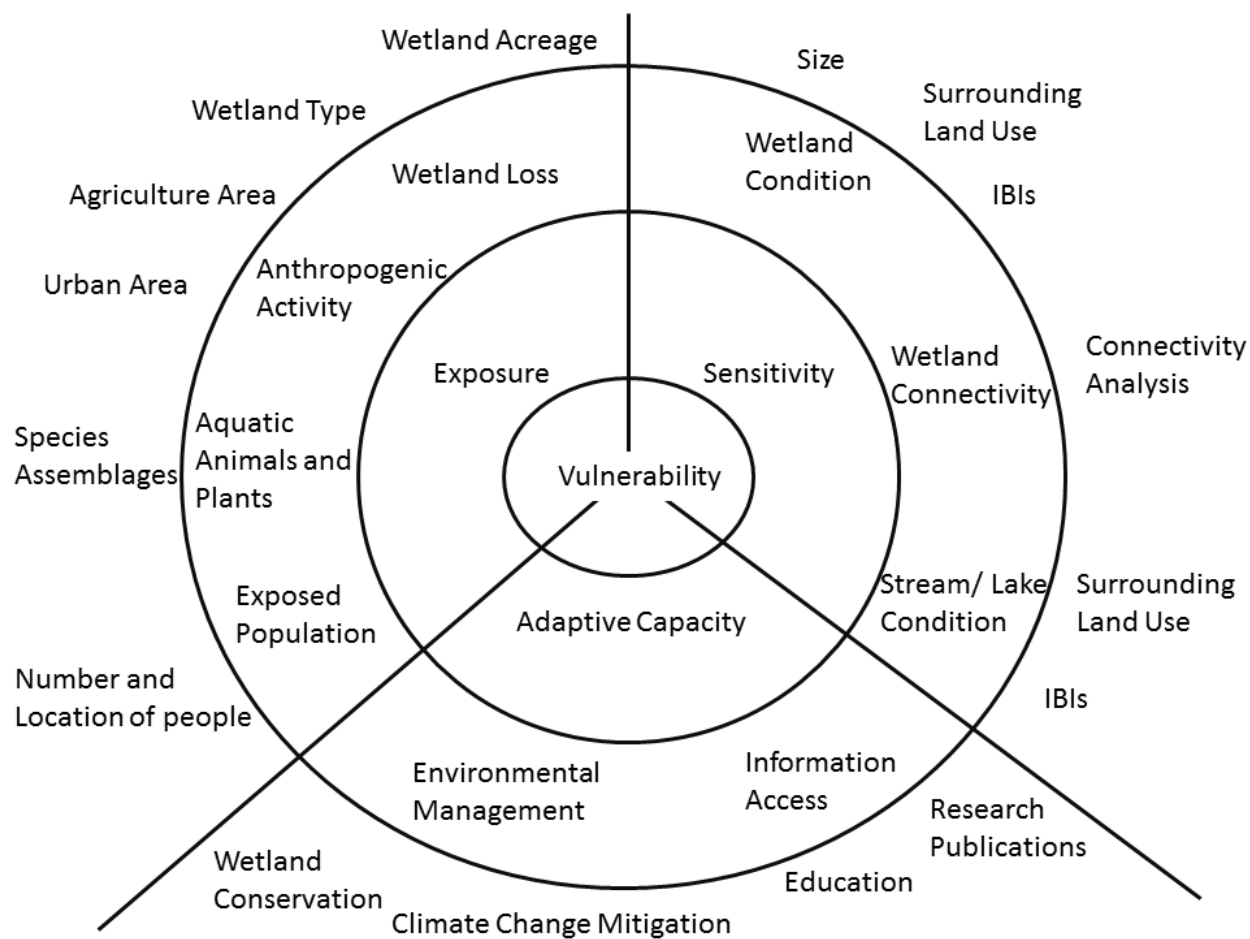 Wetland Acreage
Size
Surrounding
Land Use
Wetland Type
Wetland
Condition
Wetland Loss
Agriculture Area
IBIs
Anthropogenic
Activity
Urban Area
Exposure
Sensitivity
Wetland
Connectivity
Connectivity
Analysis
Species
Assemblages
Aquatic
Animals and
Plants
Vulnerability
Exposed
Population
Adaptive Capacity
Stream/ Lake
Condition
Surrounding
Land Use
Number and
Location of people
IBIs
Environmental
Management
Information
Access
Research
Publications
Wetland
Conservation
Education
Climate Change Mitigation